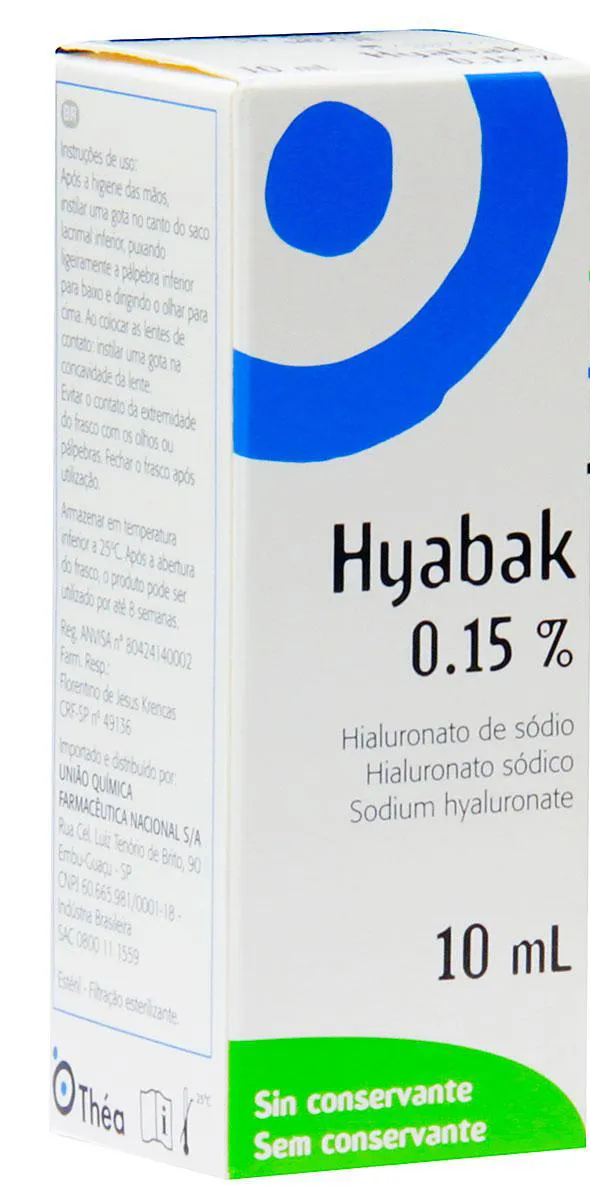 10 mL
BR
Instruções de uso:
Após a higiene das mãos,
instilar uma gota no canto do saco
lacrimal inferior, puxando
ligeiramente a pálpebra inferior
para baixo e dirigindo o olhar para
cima. Ao colocar as lentes de
contato: instilar uma gota na
concavidade da lente.
Evitar o contato da extremidade
do frasco com os olhos ou
pálpebras. Fechar o frasco após
utilização.
Armazenar em temperatura
inferior a 25°C. Após a abertura
do frasco, o produto pode ser
utilizado por até 8 semanas.
Reg. ANVISA nº 80424140002
Farm. Resp.:
Florentino de Jesus Krencas
CRF-SP nº 49136
Importado e distribuído por:
UNIÃO QUÍMICA
FARMACÊUTICA NACIONAL S/A
Rua Cel. Luiz Tenório de Brito, 90
Embu-Guaçu - SP
CNPJ 60.665.981/0001-18 -
Indústria Brasileira
SAC 0800 11 1559
Estéril - Filtração esterilizante.
Théa
25°C
Hyabak
0.15 %
Hialuronato de sódio
Hialuronato sódico
Sodium hyaluronate
10 mL
Sin conservante
Sem conservante